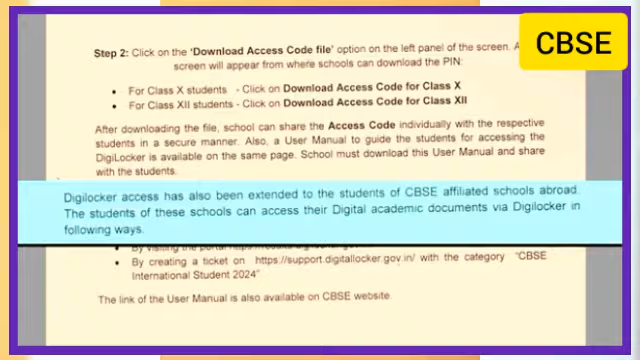 CBSE
Step 2: Click on the 'Download Access Code file' option on the left panel of the screen.
screen will appear from where schools can download the PIN:
• For Class X students - Click on Download Access Code for Class X
• For Class XII students - Click on Download Access Code for Class XII
After downloading the file, school can share the Access Code individually with the respective
students in a secure manner. Also, a User Manual to guide the students for accessing the
DigiLocker is available on the same page. School must download this User Manual and share
with the students.
Digilocker access has also been extended to the students of CBSE affiliated schools abroad.
The students of these schools can access their Digital academic documents via Digilocker in
following ways.
• By visiting the portal
• By creating a ticket on https://support.digitallocker.gov.in/ with the category "CBSE
International Student 2024"
The link of the User Manual is also available on CBSE website